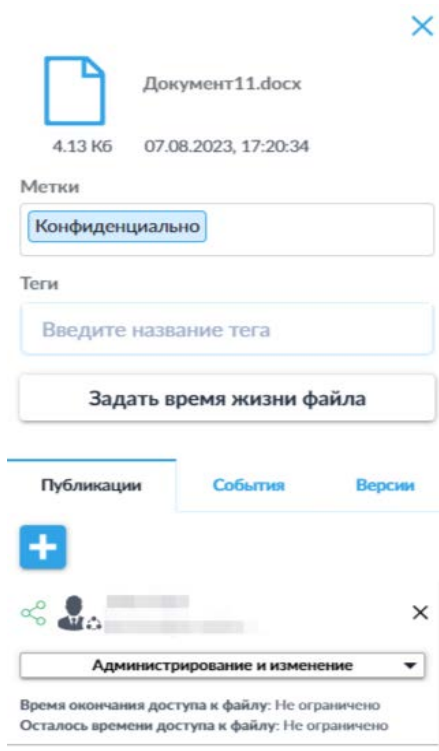 Документ11.docx
4.13 Кб 07.08.2023, 17:20:34
Метки
Конфиденциально
Теги
Введите название тега
Задать время жизни файла
Публикации События Версии
Администрирование и изменение
Время окончания доступа к файлу: Не ограничено
Осталось времени доступа к файлу: Не ограничено